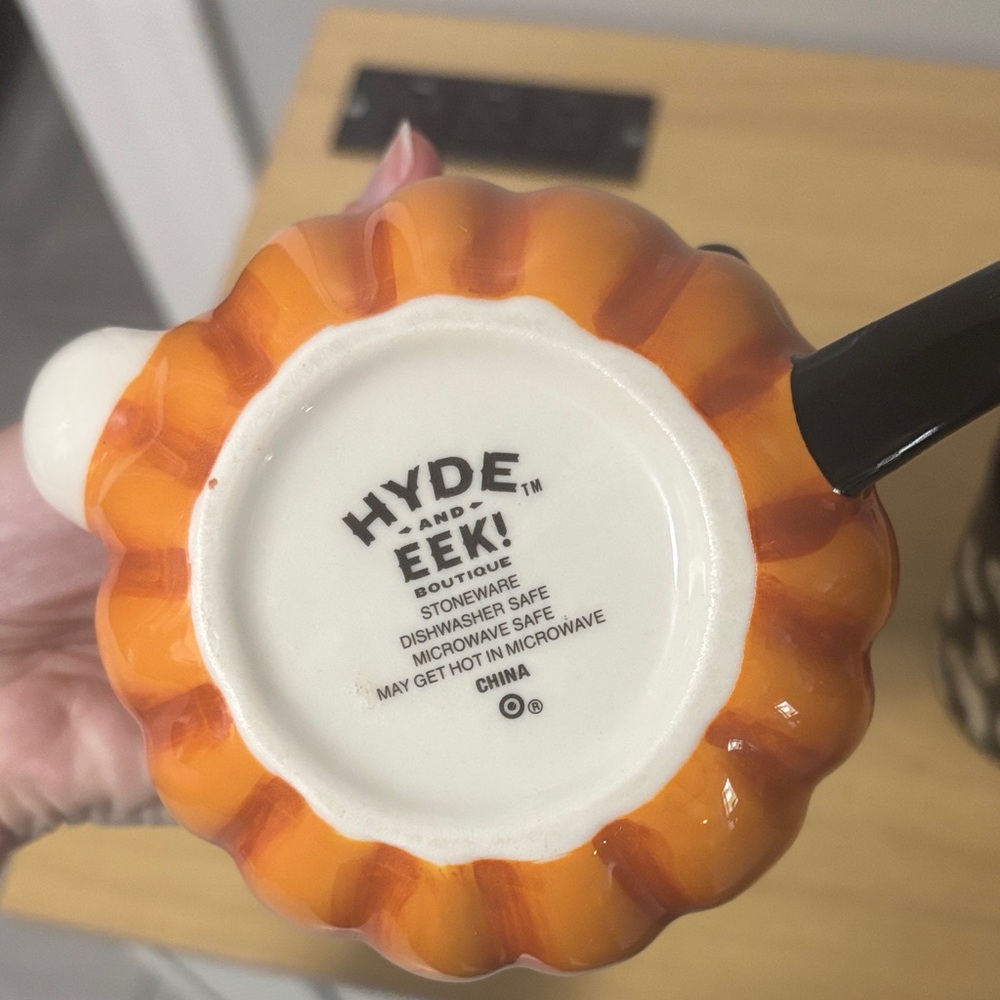 HYDE™
AND
EEK!
BOUTIQUE
STONEWARE
DISHWASHER SAFE
MICROWAVE SAFE
MAY GET HOT IN MICROWAVE
CHINA
®